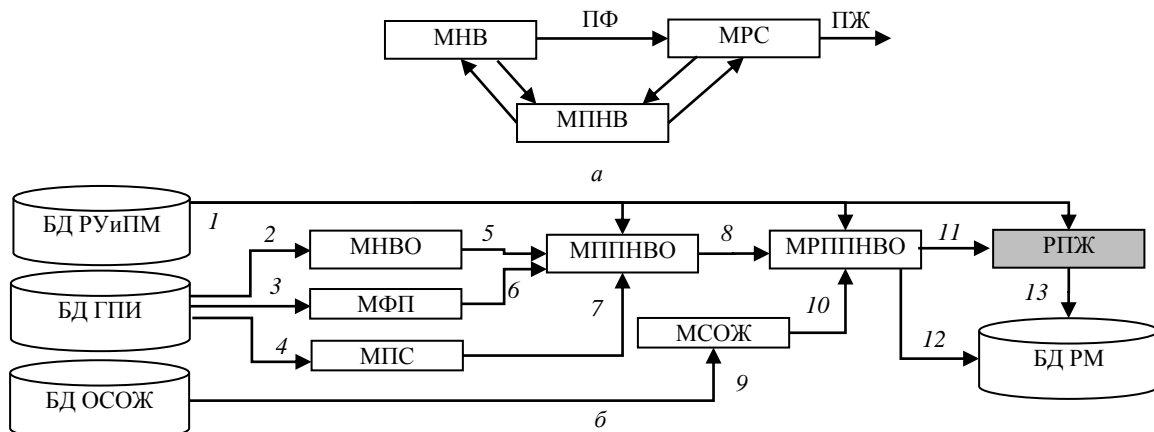 МНВ ПФ МРС ПЖ
МПНВ
а
БД РУиПМ 1
2 МНВО 5 МППНВО 8 МРППНВО 11 РПЖ
БД ГПИ 3 МФП 6 7 10 13
4 МПС МСОЖ 12 БД РМ
БД ОСОЖ 9
б